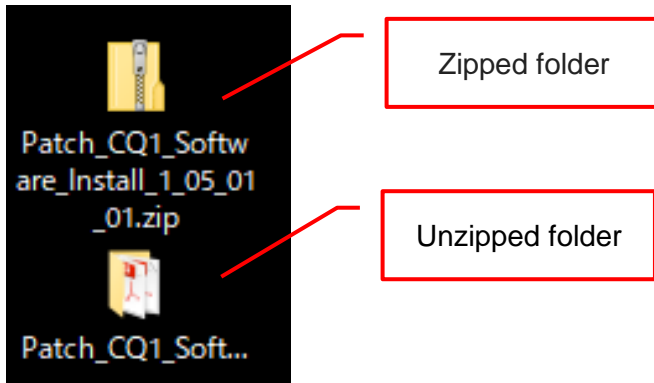 Zipped folder
Patch_CQ1_Softw
are_Install_1_05_01
_01.zip
Unzipped folder
Patch_CQ1_Soft...